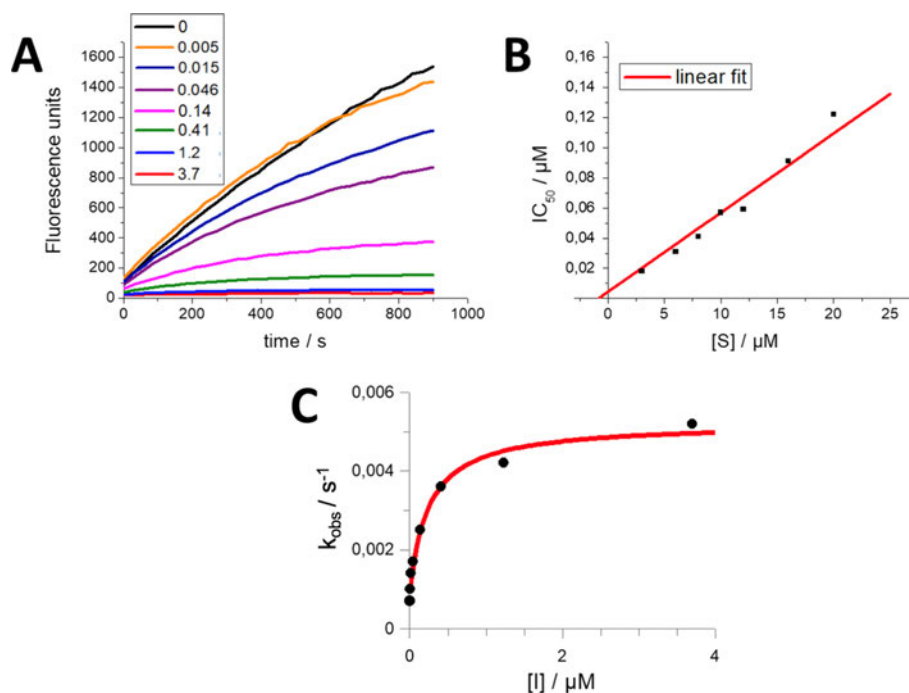 A
0
0.005
0.015
0.046
0.14
0.41
1.2
3.7
1600
1400
1200
1000
800
600
400
200
0
Fluorescence units
0 200 400 600 800 1000
time / s
B
linear fit
0,16
0,14
0,12
0,10
0,08
0,06
0,04
0,02
IC50 / µM
0 5 10 15 20 25
[S] / µM
C
0,006
0,004
0,002
0
kobs / s-1
0 2 4
[I] / µM